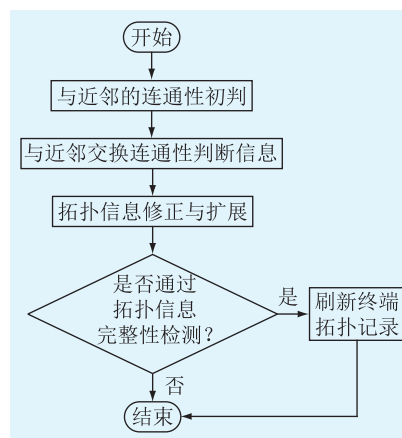 开始
与近邻的连通性初判
与近邻交换连通性判断信息
拓扑信息修正与扩展
是否通过
拓扑信息
完整性检测?
是
刷新终端
拓扑记录
否
结束